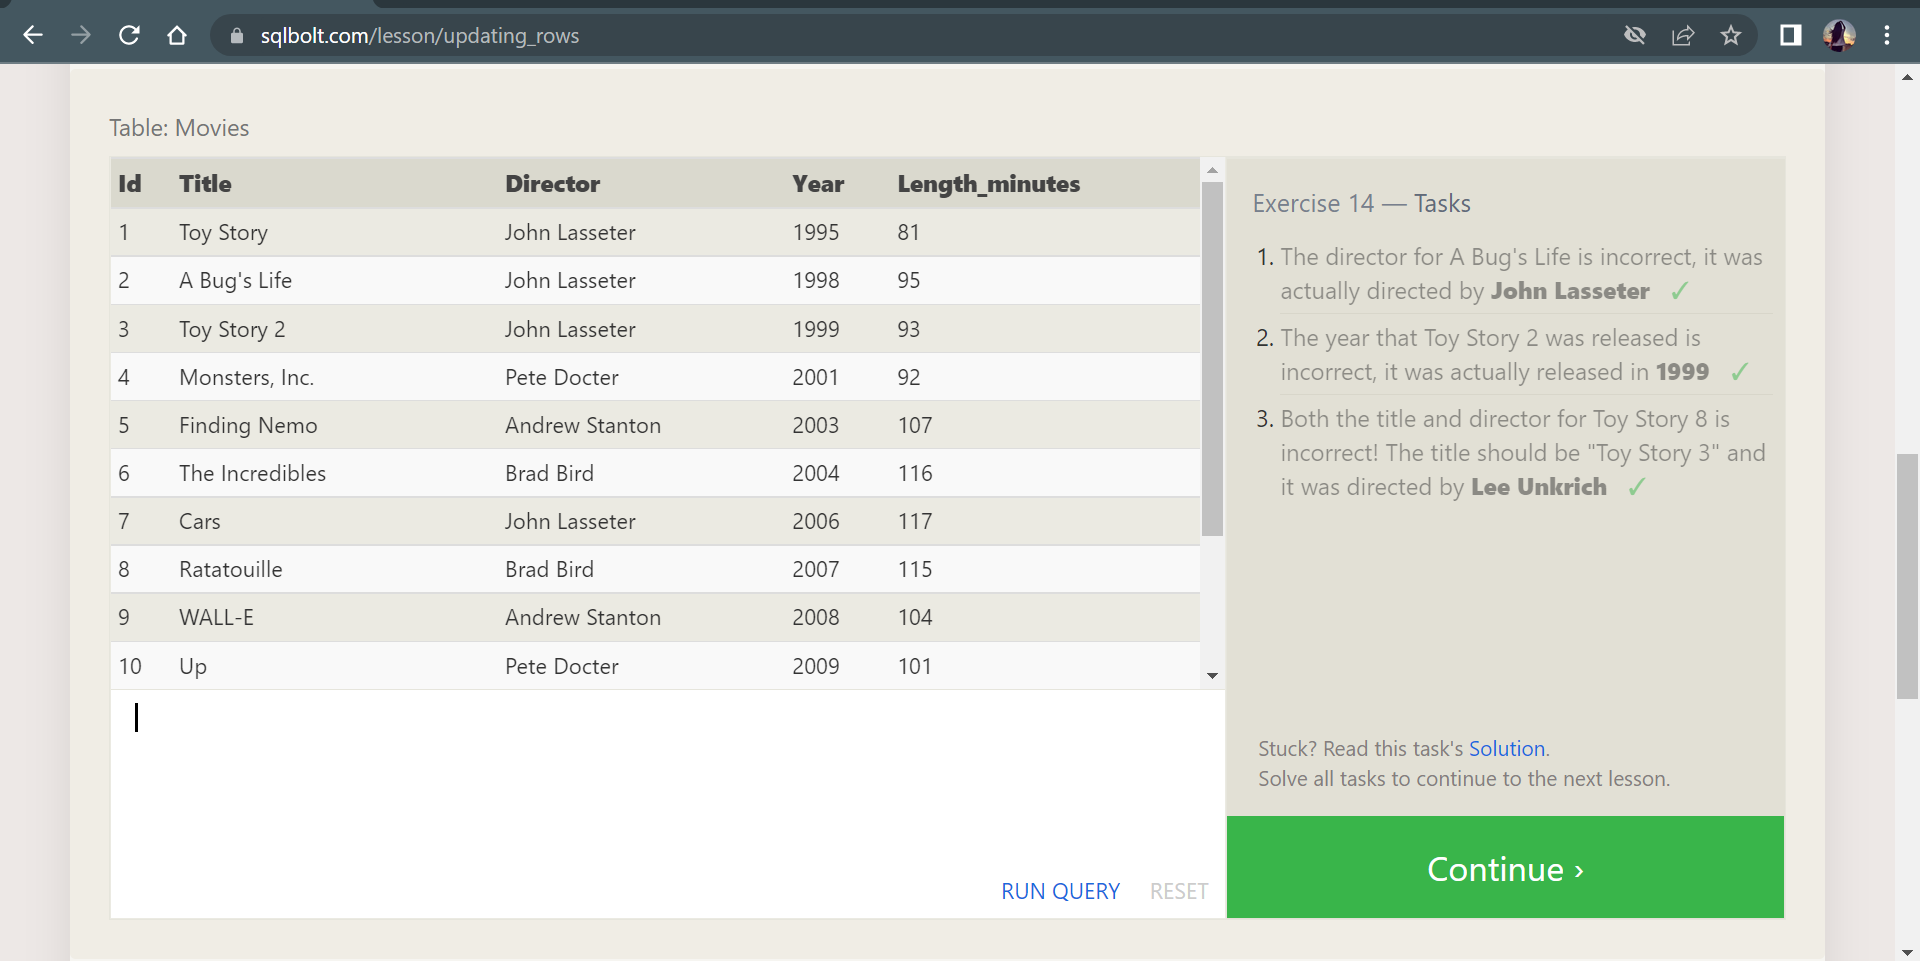 sqlbolt.com/lesson/updating_rows
Table: Movies
Id Title Director Year Length_minutes
1 Toy Story John Lasseter 1995 81
2 A Bug's Life John Lasseter 1998 95
3 Toy Story 2 John Lasseter 1999 93
4 Monsters, Inc. Pete Docter 2001 92
5 Finding Nemo Andrew Stanton 2003 107
6 The Incredibles Brad Bird 2004 116
7 Cars John Lasseter 2006 117
8 Ratatouille Brad Bird 2007 115
9 WALL-E Andrew Stanton 2008 104
10 Up Pete Docter 2009 101
RUN QUERY RESET
Exercise 14 — Tasks
1. The director for A Bug's Life is incorrect, it was
actually directed by John Lasseter ✓
2. The year that Toy Story 2 was released is
incorrect, it was actually released in 1999 ✓
3. Both the title and director for Toy Story 8 is
incorrect! The title should be "Toy Story 3" and
it was directed by Lee Unkrich ✓
Stuck? Read this task's Solution.
Solve all tasks to continue to the next lesson.
Continue ›